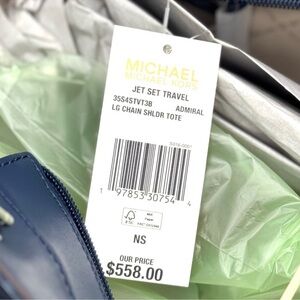 MICHAEL
MICHAEL KORS
JET SET TRAVEL
35S4STVT3B ADMIRAL
LG CHAIN SHLDR TOTE
1 97853 30754 4
FSC
NS
OUR PRICE
$558.00